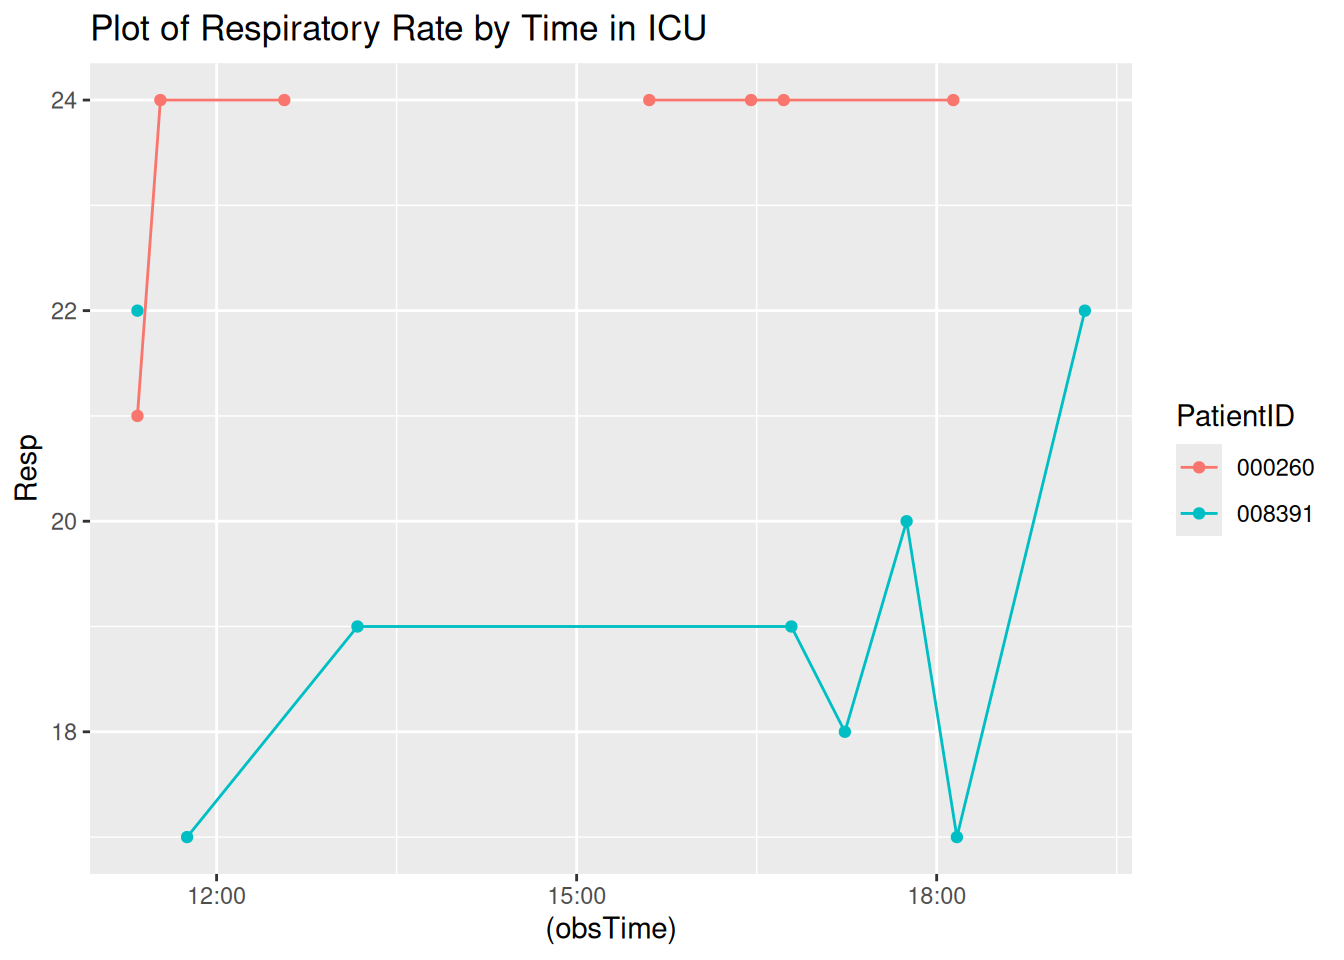 Plot of Respiratory Rate by Time in ICU
24
22
20
18
Resp
12:00
15:00
18:00
(obsTime)
PatientID
000260
008391